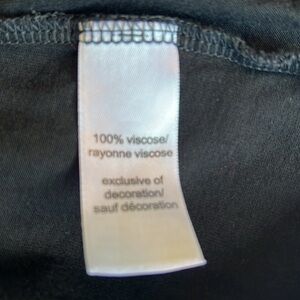 100% viscose/
rayonne viscose
exclusive of
decoration/
sauf décoration